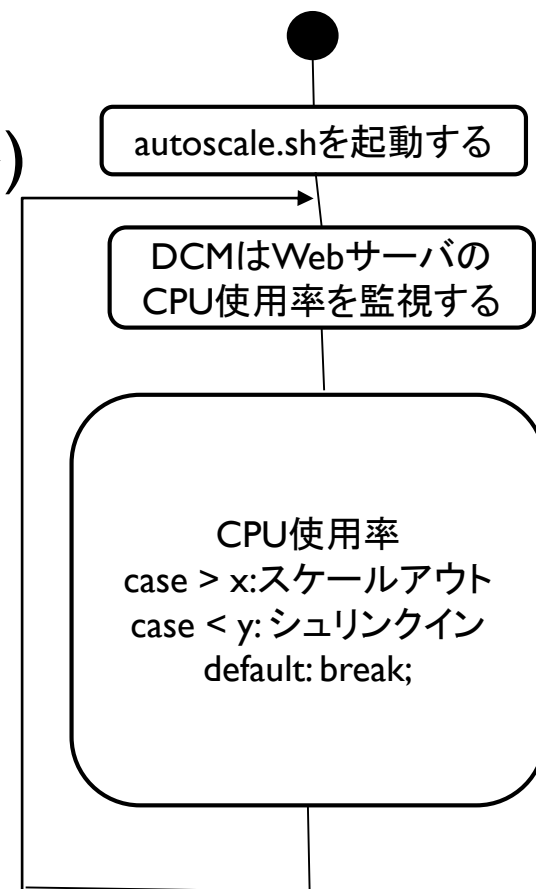 )
autoscale.shを起動する
DCMはWebサーバの
CPU使用率を監視する
CPU使用率
case > x:スケールアウト
case < y: シュリンクイン
default: break;